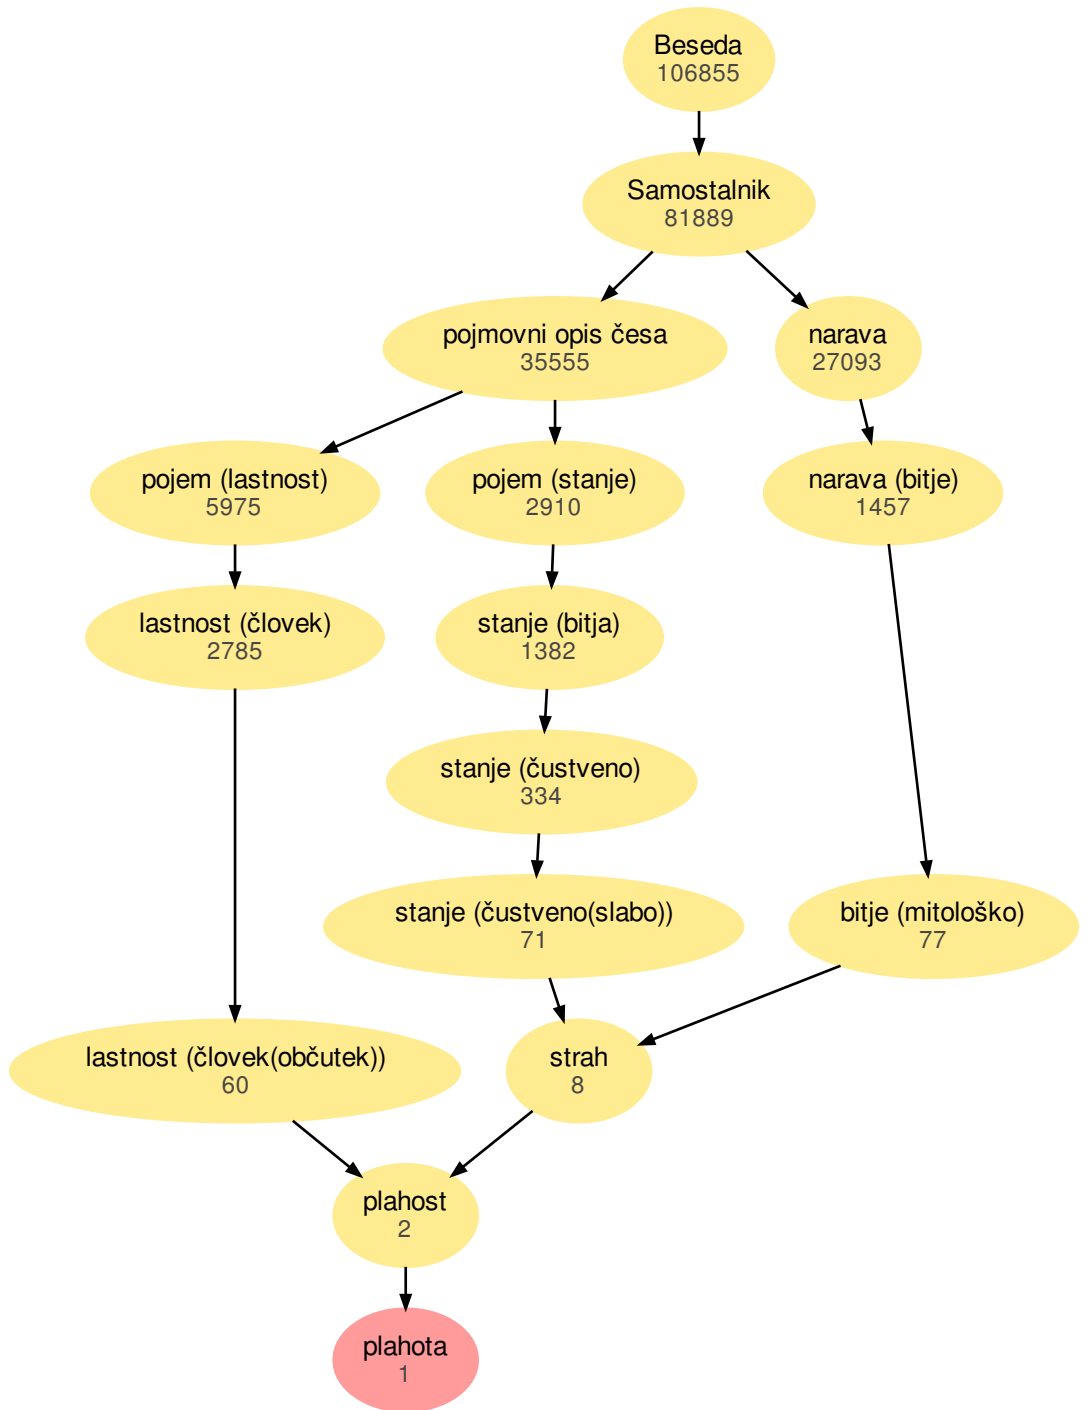 Beseda
106855
Samostalnik
81889
pojmovni opis česa
35555
narava
27093
pojem (lastnost)
5975
pojem (stanje)
2910
narava (bitje)
1457
lastnost (človek)
2785
stanje (bitja)
1382
stanje (čustveno)
334
stanje (čustveno(slabo))
71
bitje (mitološko)
77
lastnost (človek(občutek))
60
strah
8
plahost
2
plahota
1